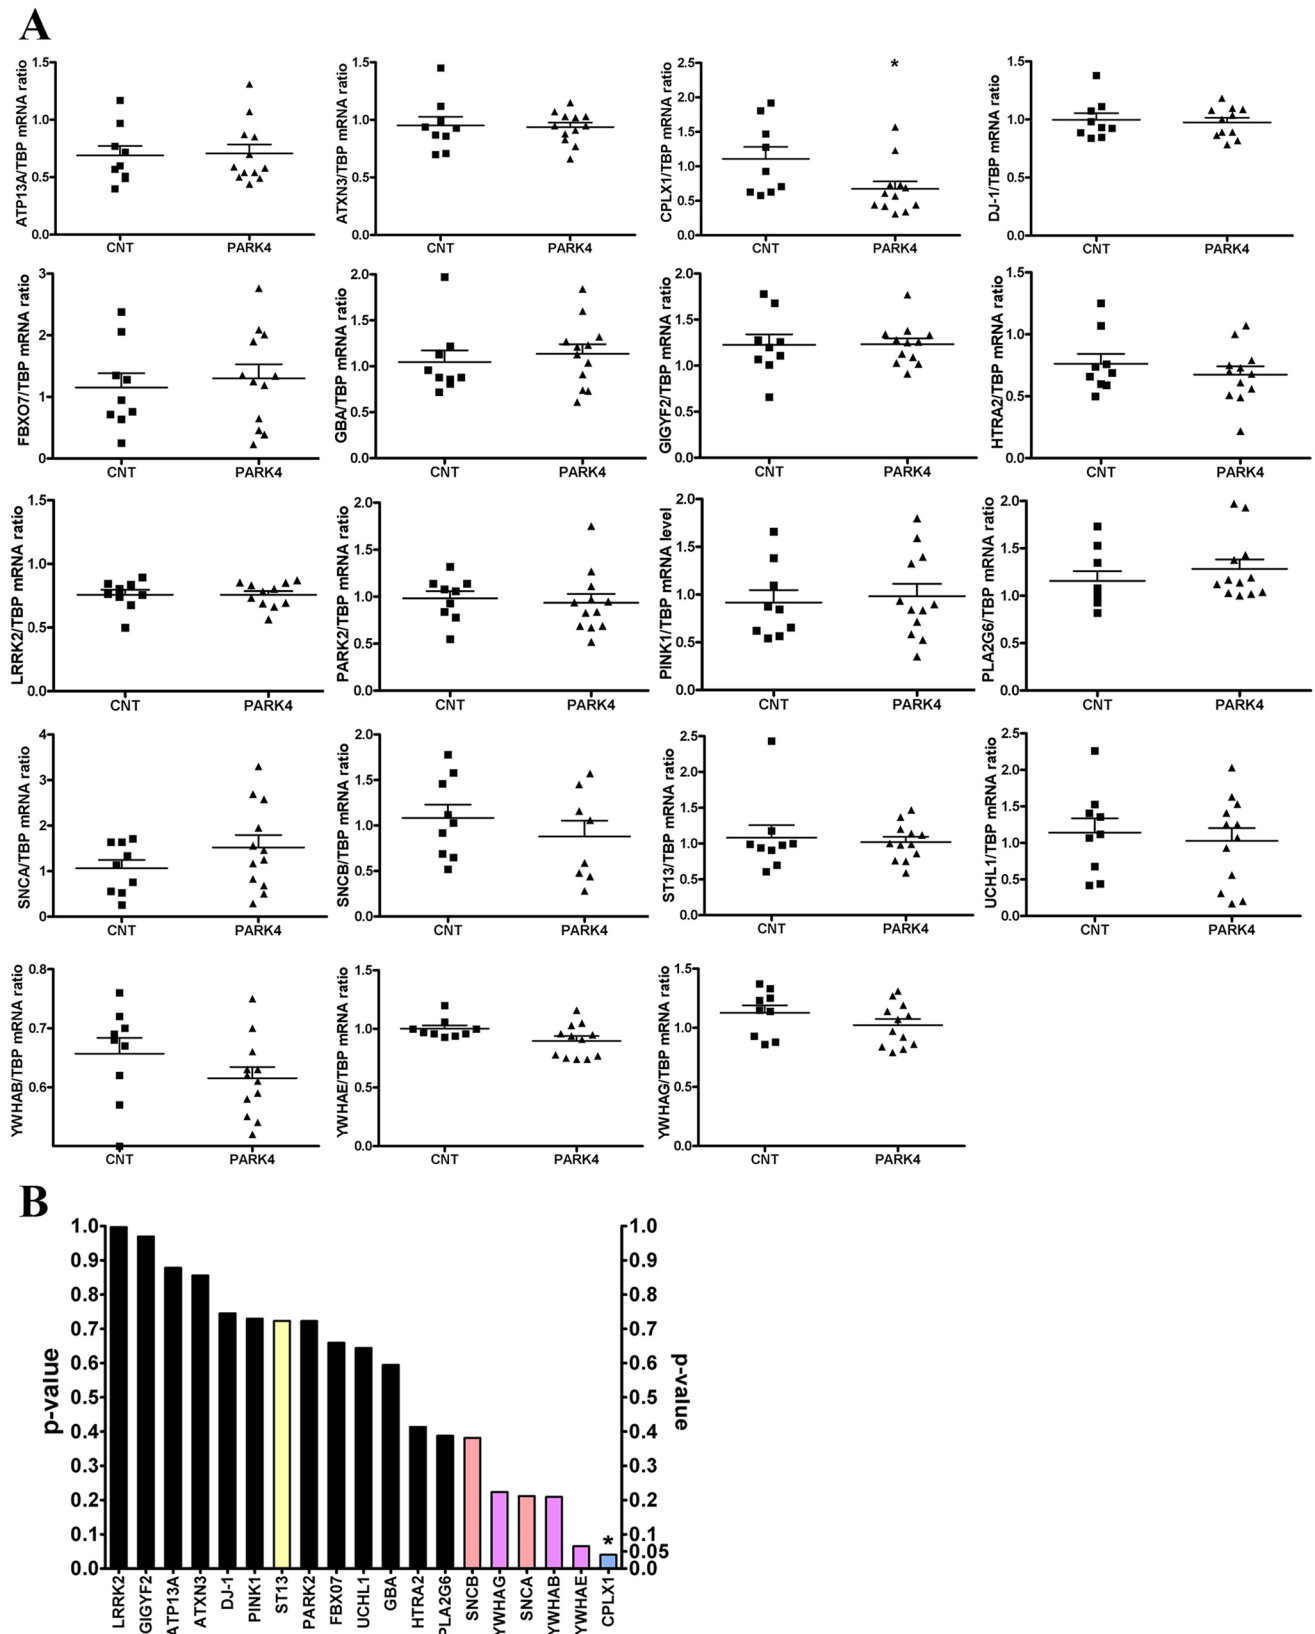 A
ATP13A/TBP mRNA ratio
1.5
1.0
0.5
0.0
CNT
PARK4
ATXN3/TBP mRNA ratio
1.5
1.0
0.5
0.0
CNT
PARK4
CPLX1/TBP mRNA ratio
2.5
2.0
1.5
1.0
0.5
0.0
*
CNT
PARK4
DJ-1/TBP mRNA ratio
1.5
1.0
0.5
0.0
CNT
PARK4
FBXO7/TBP mRNA ratio
3
2
1
0
CNT
PARK4
GBA/TBP mRNA ratio
2.0
1.5
1.0
0.5
0.0
CNT
PARK4
GIGYF2/TBP mRNA ratio
2.0
1.5
1.0
0.5
0.0
CNT
PARK4
HTRA2/TBP mRNA ratio
1.5
1.0
0.5
0.0
CNT
PARK4
LRRK2/TBP mRNA ratio
1.5
1.0
0.5
0.0
CNT
PARK4
PARK2/TBP mRNA ratio
2.0
1.5
1.0
0.5
0.0
CNT
PARK4
PINK1/TBP mRNA level
2.0
1.5
1.0
0.5
0.0
CNT
PARK4
PLA2G6/TBP mRNA ratio
2.0
1.5
1.0
0.5
0.0
CNT
PARK4
SNCA/TBP mRNA ratio
4
3
2
1
0
CNT
PARK4
SNCB/TBP mRNA ratio
2.0
1.5
1.0
0.5
0.0
CNT
PARK4
ST13/TBP mRNA ratio
2.5
2.0
1.5
1.0
0.5
0.0
CNT
PARK4
UCHL1/TBP mRNA ratio
2.5
2.0
1.5
1.0
0.5
0.0
CNT
PARK4
YWHAB/TBP mRNA ratio
0.8
0.7
0.6
CNT
PARK4
YWHAE/TBP mRNA ratio
1.5
1.0
0.5
0.0
CNT
PARK4
YWHAG/TBP mRNA ratio
1.5
1.0
0.5
0.0
CNT
PARK4
B
p-value
1.0
0.9
0.8
0.7
0.6
0.5
0.4
0.3
0.2
0.1
0.0
LRRK2
GIGYF2
ATP13A
ATXN3
DJ-1
PINK1
ST13
PARK2
FBX07
UCHL1
GBA
HTRA2
PLA2G6
SNCB
YWHAG
SNCA
YWHAB
YWHAE
CPLX1
*
1.0
0.9
0.8
0.7
0.6
0.5
0.4
0.3
0.2
0.1
0.05
0.0
p-value